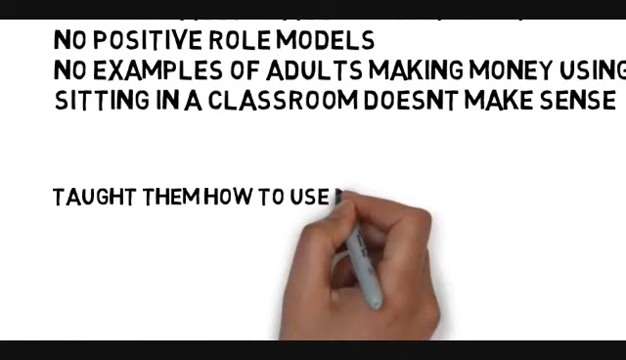 NO POSITIVE ROLE MODELS
NO EXAMPLES OF ADULTS MAKING MONEY USING
SITTING IN A CLASSROOM DOESNT MAKE SENSE
TAUGHT THEM HOW TO USE